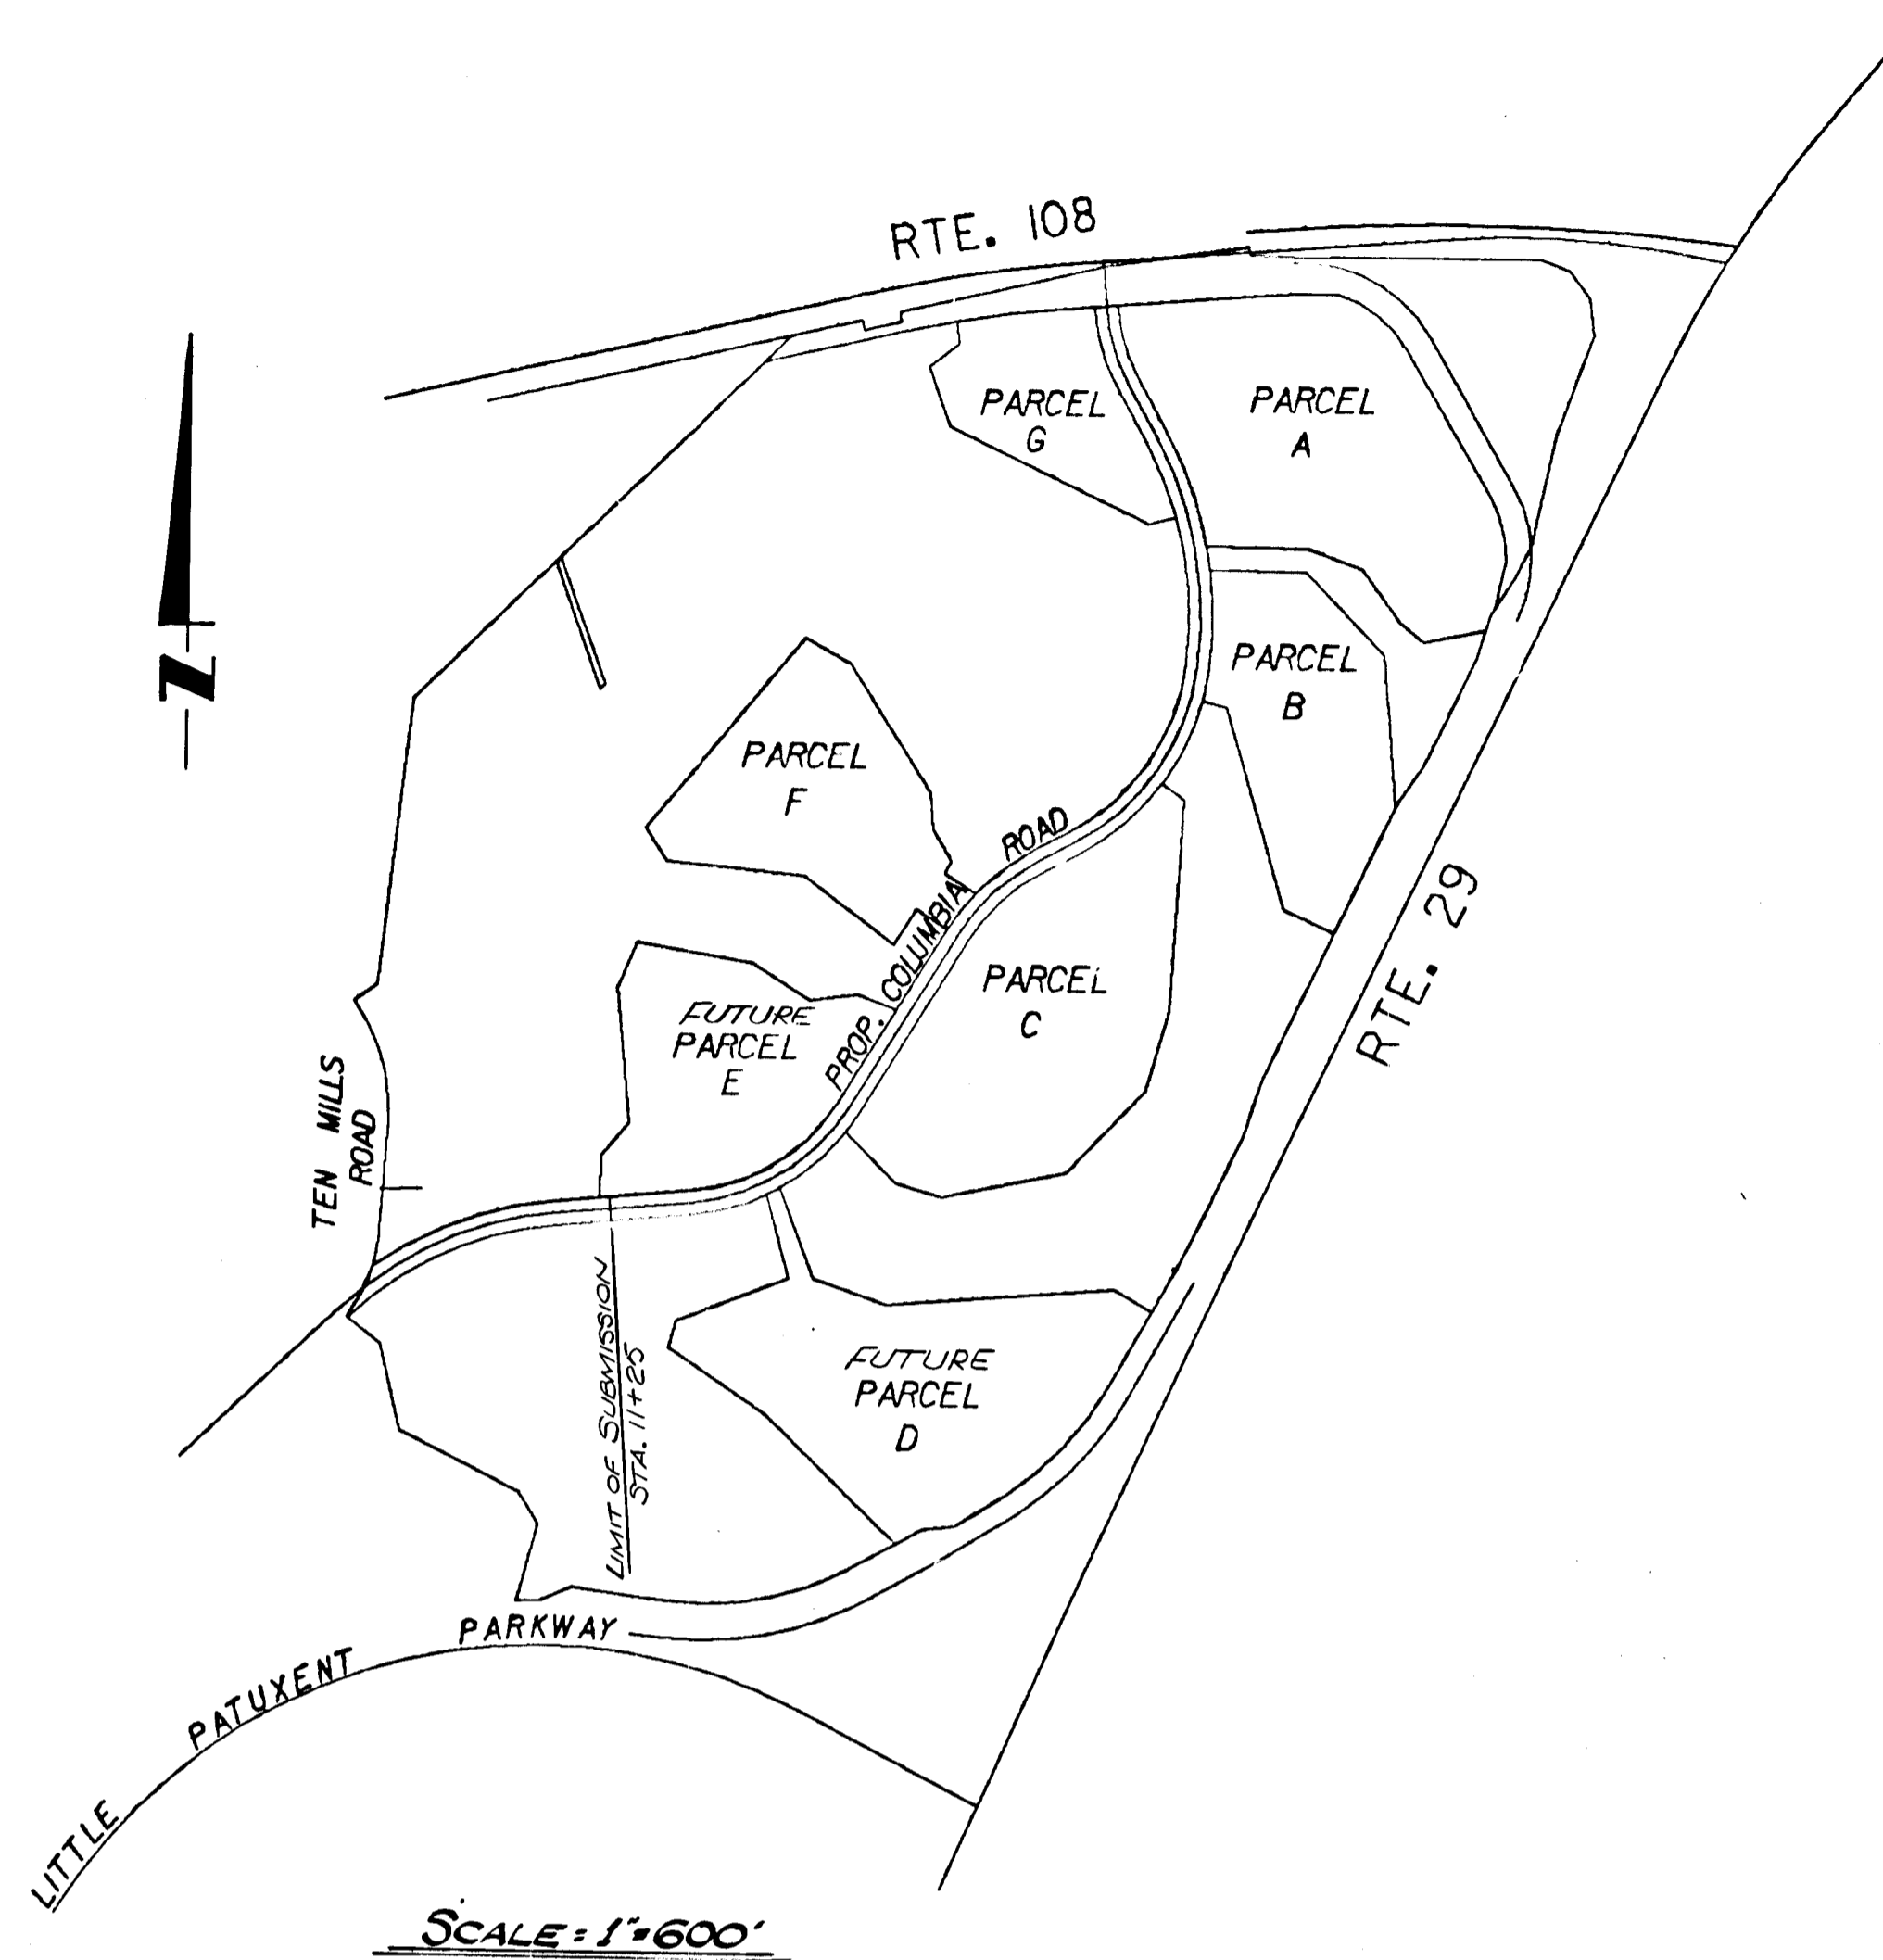 RTE. 108
PARCEL
G
PARCEL
A
N
PARCEL
B
PARCEL
F
PROP. COLUMBIA ROAD
RTE. 29
PARCEL
C
FUTURE
PARCEL
E
TEN MILLS
ROAD
LIMIT OF SUBMISSION
STA. 11+25
FUTURE
PARCEL
D
LITTLE PATUXENT PARKWAY
SCALE: 1"=600'